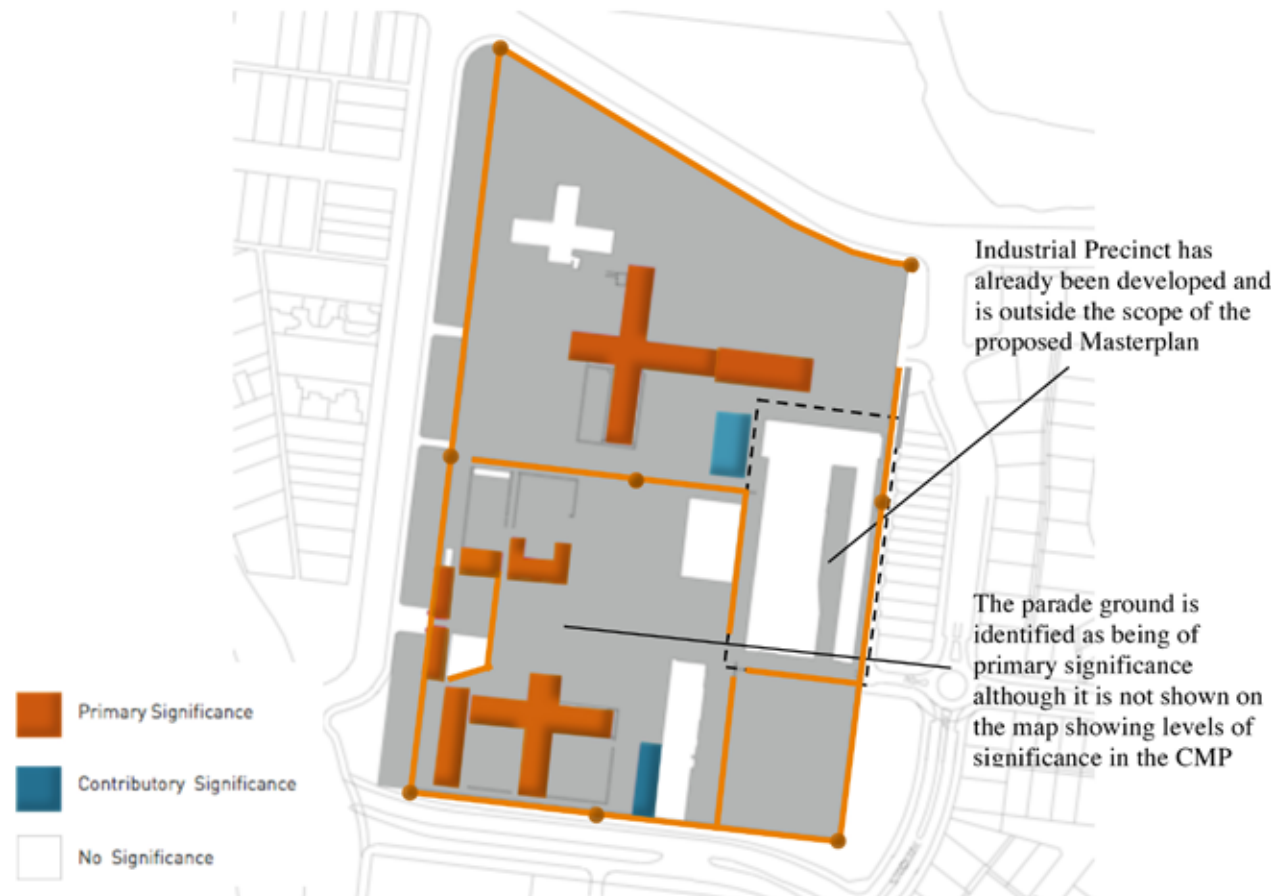 Industrial Precinct has
already been developed and
is outside the scope of the
proposed Masterplan
The parade ground is
identified as being of
primary significance
although it is not shown on
the map showing levels of
significance in the CMP
Primary Significance
Contributory Significance
No Significance